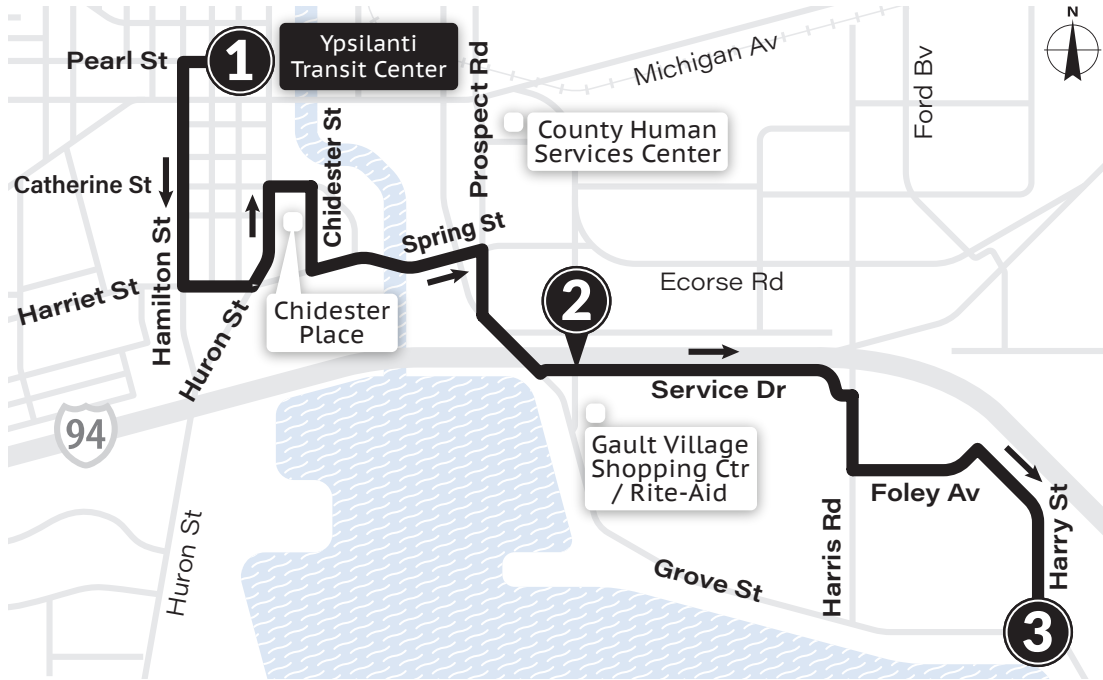 N
Pearl St
1
Ypsilanti
Transit Center
Prospect Rd
Michigan Av
Ford Bv
County Human
Services Center
Chidester St
Catherine St
Hamilton St
Spring St
Harriet St
Huron St
Chidester
Place
Ecorse Rd
2
Service Dr
94
Gault Village
Shopping Ctr
/ Rite-Aid
Foley Av
Harry St
Harris Rd
Huron St
Grove St
3